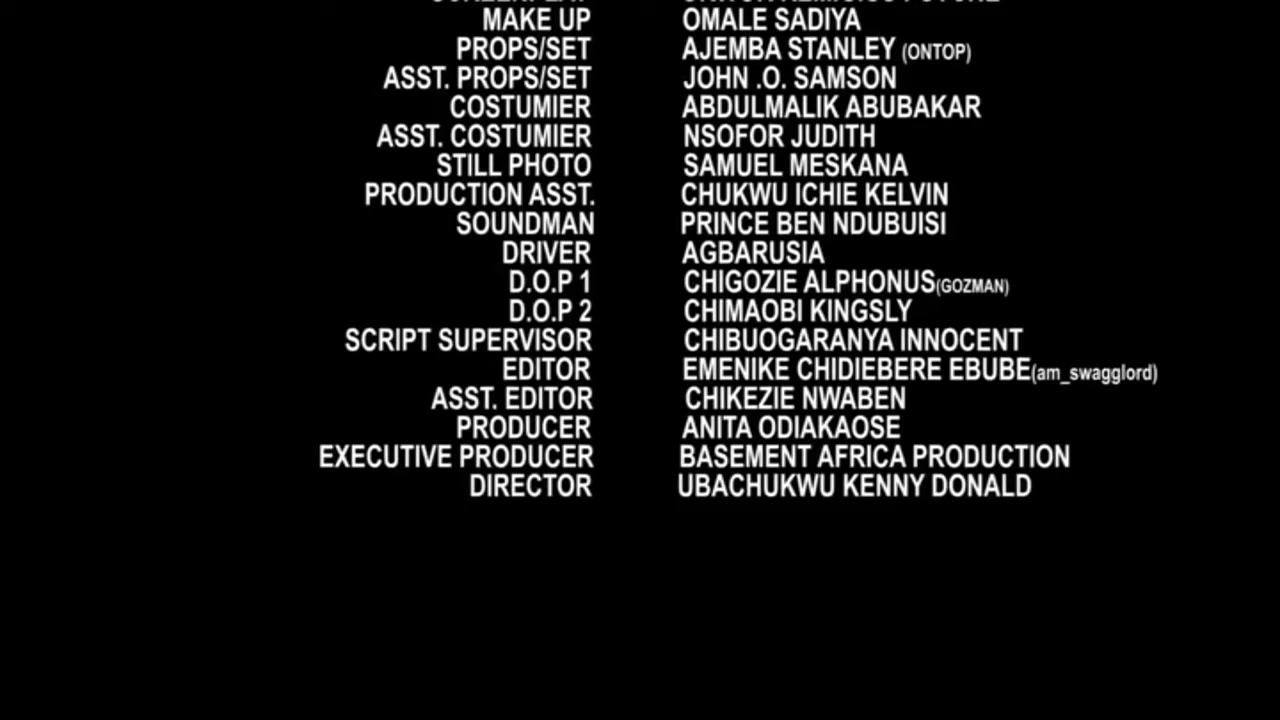 MAKE UP OMALE SADIYA
PROPS/SET AJEMBA STANLEY (ONTOP)
ASST. PROPS/SET JOHN .O. SAMSON
COSTUMIER ABDULMALIK ABUBAKAR
ASST. COSTUMIER NSOFOR JUDITH
STILL PHOTO SAMUEL MESKANA
PRODUCTION ASST. CHUKWU ICHIE KELVIN
SOUNDMAN PRINCE BEN NDUBUISI
DRIVER AGBARUSIA
D.O.P 1 CHIGOZIE ALPHONUS(GOZMAN)
D.O.P 2 CHIMAOBI KINGSLY
SCRIPT SUPERVISOR CHIBUOGARANYA INNOCENT
EDITOR EMENIKE CHIDIEBERE EBUBE(am_swagglord)
ASST. EDITOR CHIKEZIE NWABEN
PRODUCER ANITA ODIAKAOSE
EXECUTIVE PRODUCER BASEMENT AFRICA PRODUCTION
DIRECTOR UBACHUKWU KENNY DONALD